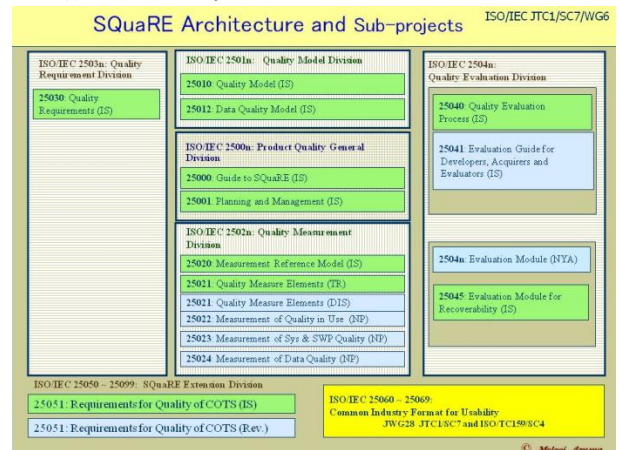 SQuaRE Architecture and Sub-projects
ISO/IEC JTC1/SC7/WG6
ISO/IEC 2503n: Quality
Requirement Division
25030: Quality
Requirements (IS)
ISO/IEC 2501n: Quality Model Division
25010: Quality Model (IS)
25012: Data Quality Model (IS)
ISO/IEC 2500n: Product Quality General
Division
25000: Guide to SQuaRE (IS)
25001: Planning and Management (IS)
ISO/IEC 2502n: Quality Measurement
Division
25020: Measurement Reference Model (IS)
25021: Quality Measure Elements (TR)
25021: Quality Measure Elements (DIS)
25022: Measurement of Quality in Use (NP)
25023: Measurement of Sys & SWP Quality (NP)
25024: Measurement of Data Quality (NP)
ISO/IEC 2504n:
Quality Evaluation Division
25040: Quality Evaluation
Process (IS)
25041: Evaluation Guide for
Developers, Acquirers and
Evaluators (IS)
2504n: Evaluation Module (NYA)
25045: Evaluation Module for
Recoverability (IS)
ISO/IEC 25050 – 25099: SQuaRE Extension Division
25051: Requirements for Quality of COTS (IS)
25051: Requirements for Quality of COTS (Rev.)
ISO/IEC 25060 – 25069:
Common Industry Format for Usability
JWG28 JTC1/SC7 and ISO/TC159/SC4
©